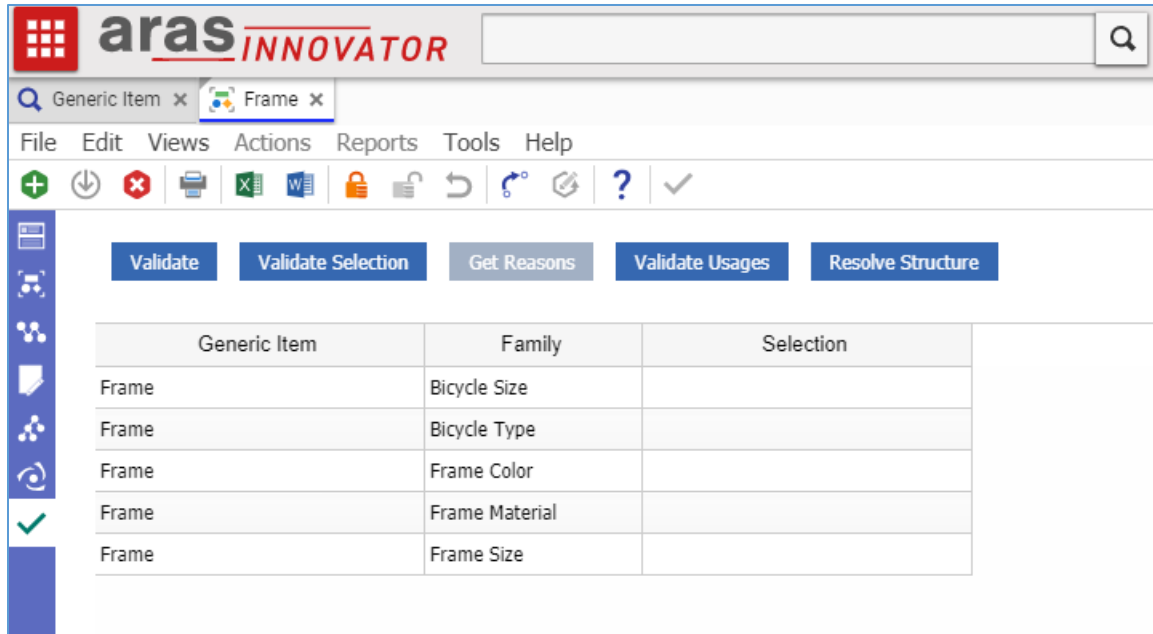 aras INNOVATOR
Generic Item Frame
File Edit Views Actions Reports Tools Help
Validate Validate Selection Get Reasons Validate Usages Resolve Structure
Generic Item Family Selection
Frame Bicycle Size
Frame Bicycle Type
Frame Frame Color
Frame Frame Material
Frame Frame Size